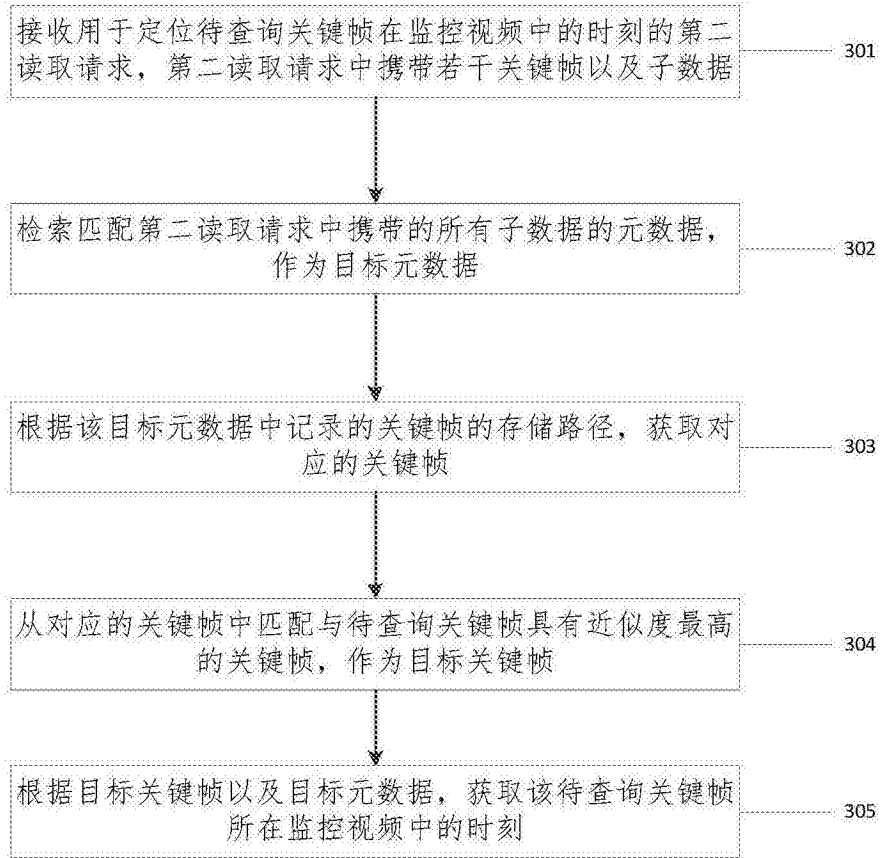 接收用于定位待查询关键帧在监控视频中的时刻的第二
读取请求，第二读取请求中携带若干关键帧以及子数据
301
检索匹配第二读取请求中携带的所有子数据的元数据，
作为目标元数据
302
根据该目标元数据中记录的关键帧的存储路径，获取对
应的关键帧
303
从对应的关键帧中匹配与待查询关键帧具有近似度最高
的关键帧，作为目标关键帧
304
根据目标关键帧以及目标元数据，获取该待查询关键帧
所在监控视频中的时刻
305